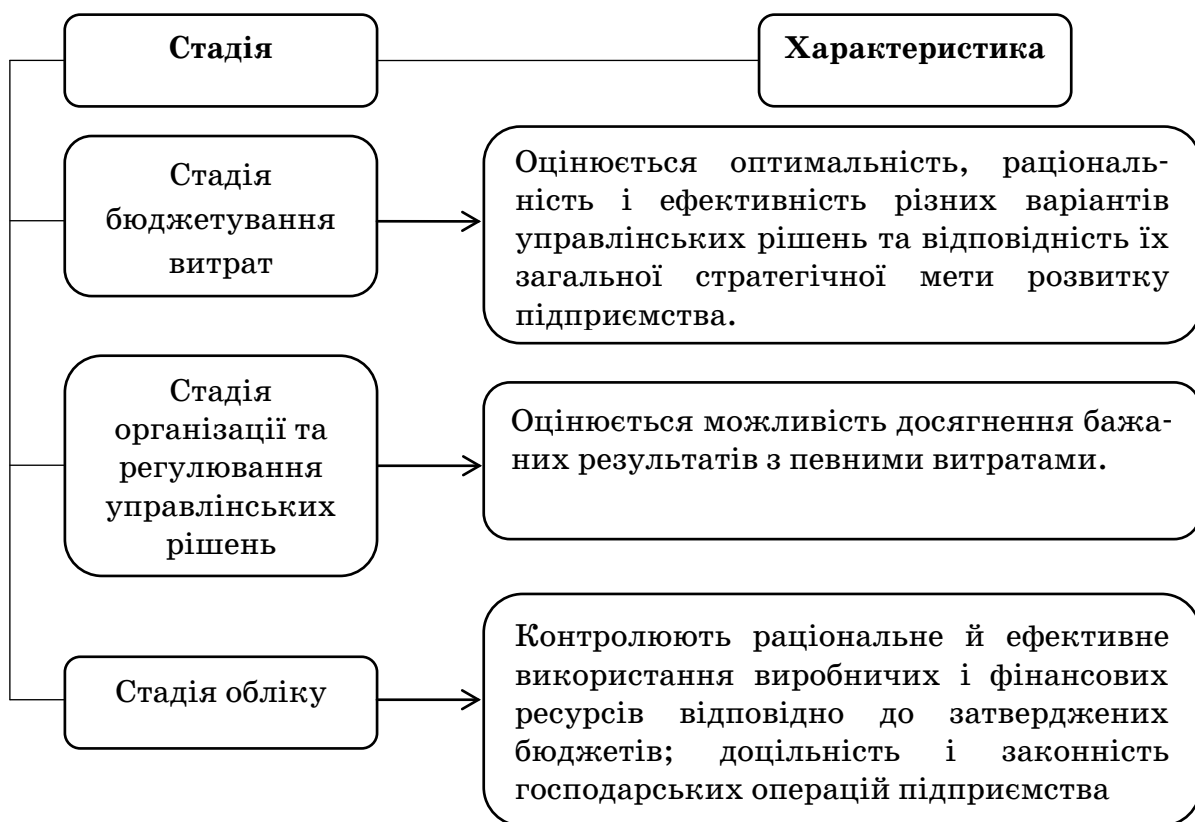 Стадія
Характеристика
Стадія
бюджетування
витрат
Оцінюється оптимальність, раціональ-
ність і ефективність різних варіантів
управлінських рішень та відповідність їх
загальної стратегічної мети розвитку
підприємства.
Стадія
організації та
регулювання
управлінських
рішень
Оцінюється можливість досягнення бажа-
них результатів з певними витратами.
Стадія обліку
Контролюють раціональне й ефективне
використання виробничих і фінансових
ресурсів відповідно до затверджених
бюджетів; доцільність і законність
господарських операцій підприємства